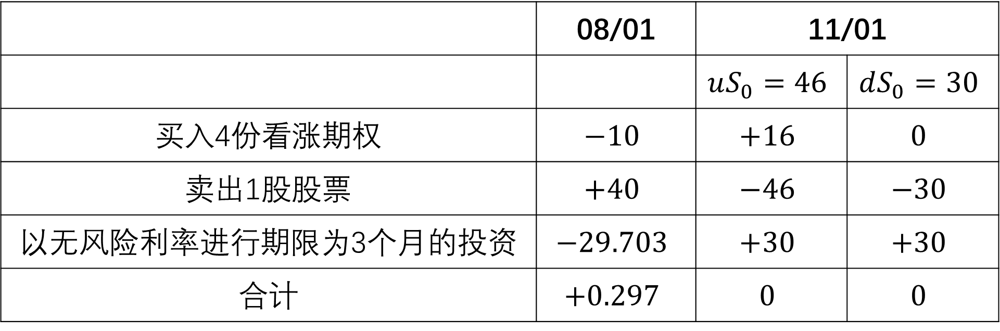 08/01 11/01
uS₀ = 46 dS₀ = 30
买入4份看涨期权 −10 +16 0
卖出1股股票 +40 −46 −30
以无风险利率进行期限为3个月的投资 −29.703 +30 +30
合计 +0.297 0 0